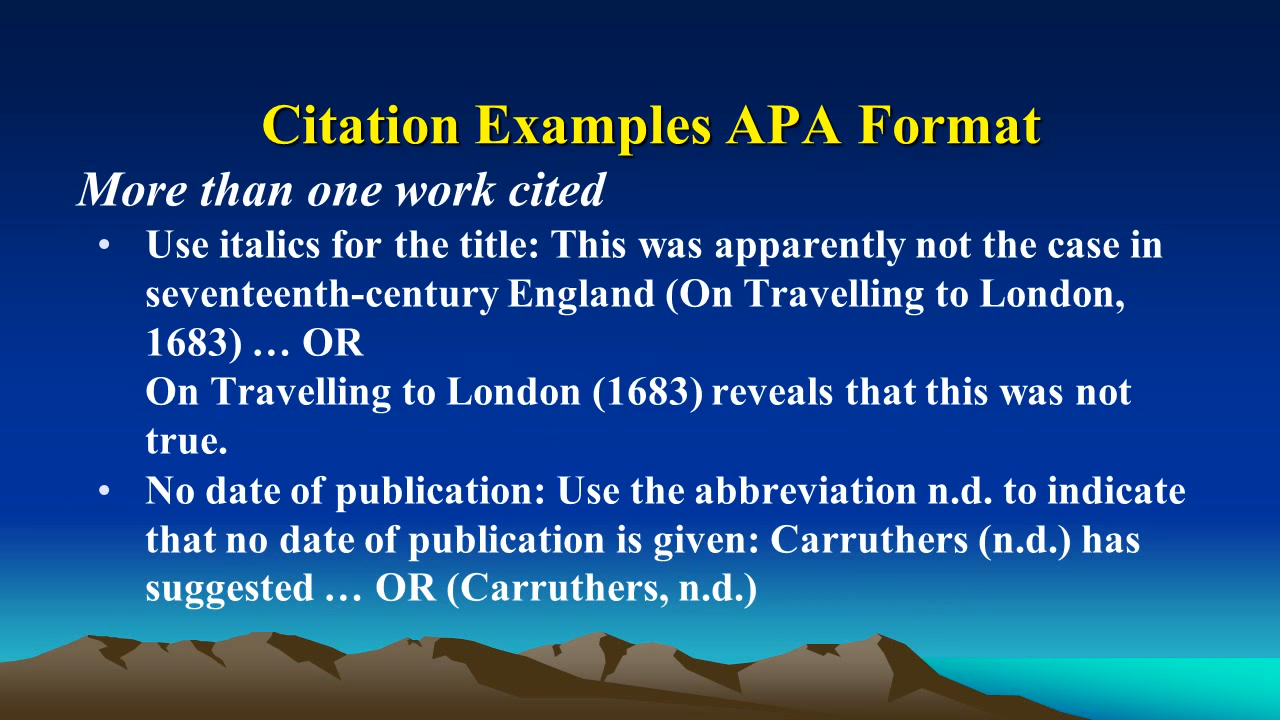 Citation Examples APA Format
More than one work cited
• Use italics for the title: This was apparently not the case in
seventeenth-century England (On Travelling to London,
1683) … OR
On Travelling to London (1683) reveals that this was not
true.
• No date of publication: Use the abbreviation n.d. to indicate
that no date of publication is given: Carruthers (n.d.) has
suggested … OR (Carruthers, n.d.)